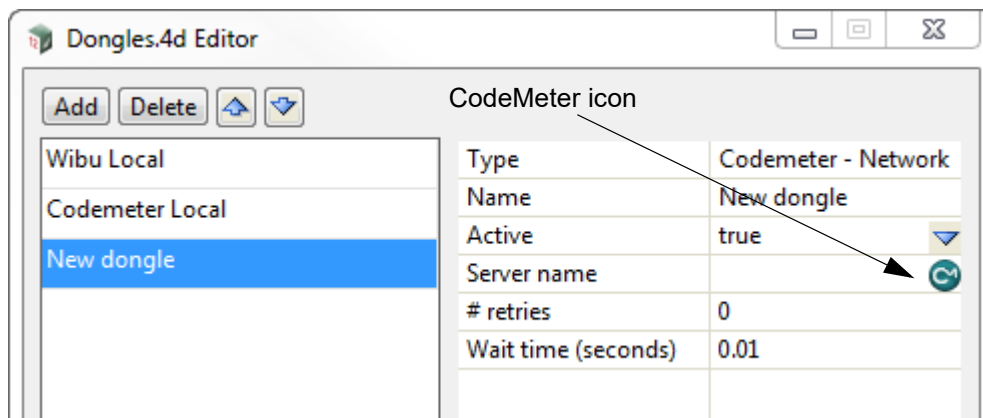 Dongles.4d Editor
Add Delete
CodeMeter icon
Wibu Local
Codemeter Local
New dongle
Type Codemeter - Network
Name New dongle
Active true
Server name
# retries 0
Wait time (seconds) 0.01